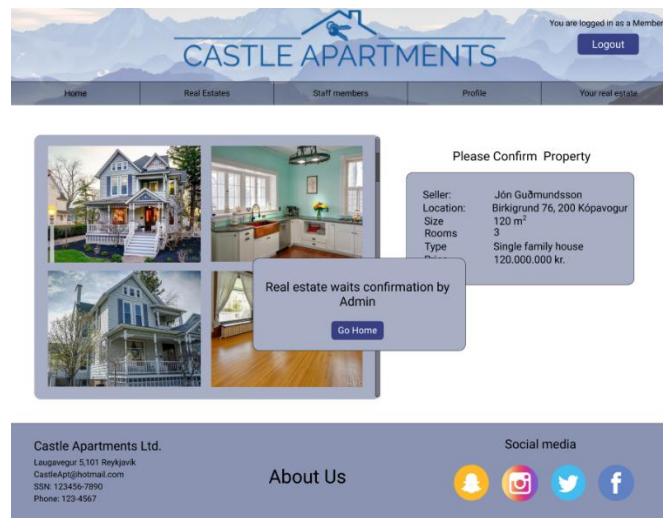 You are logged in as a Member
Logout
CASTLE APARTMENTS
Home Real Estates Staff members Profile Your real estate
Please Confirm Property
Seller: Jón Guðmundsson
Location: Birkigrund 76, 200 Kópavogur
Size 120 m²
Rooms 3
Type Single family house
Price 120.000.000 kr.
Real estate waits confirmation by
Admin
Go Home
Castle Apartments Ltd.
Laugavegur 5,101 Reykjavík
CastleApt@hotmail.com
SSN: 123456-7890
Phone: 123-4567
About Us
Social media